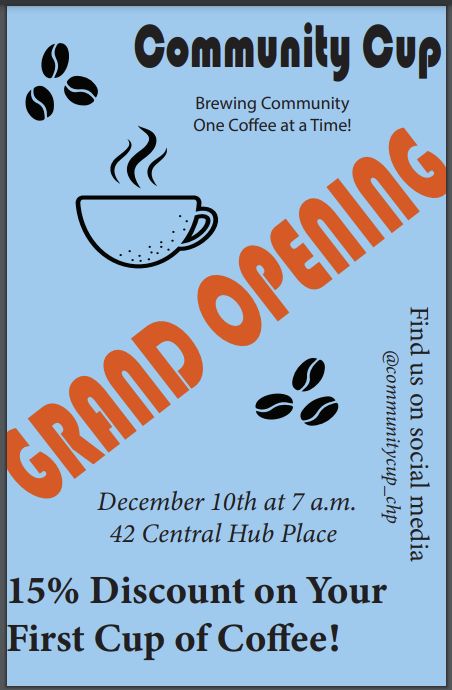 Community Cup
Brewing Community
One Coffee at a Time!
GRAND OPENING
Find us on social media
@communitycup_chp
December 10th at 7 a.m.
42 Central Hub Place
15% Discount on Your
First Cup of Coffee!